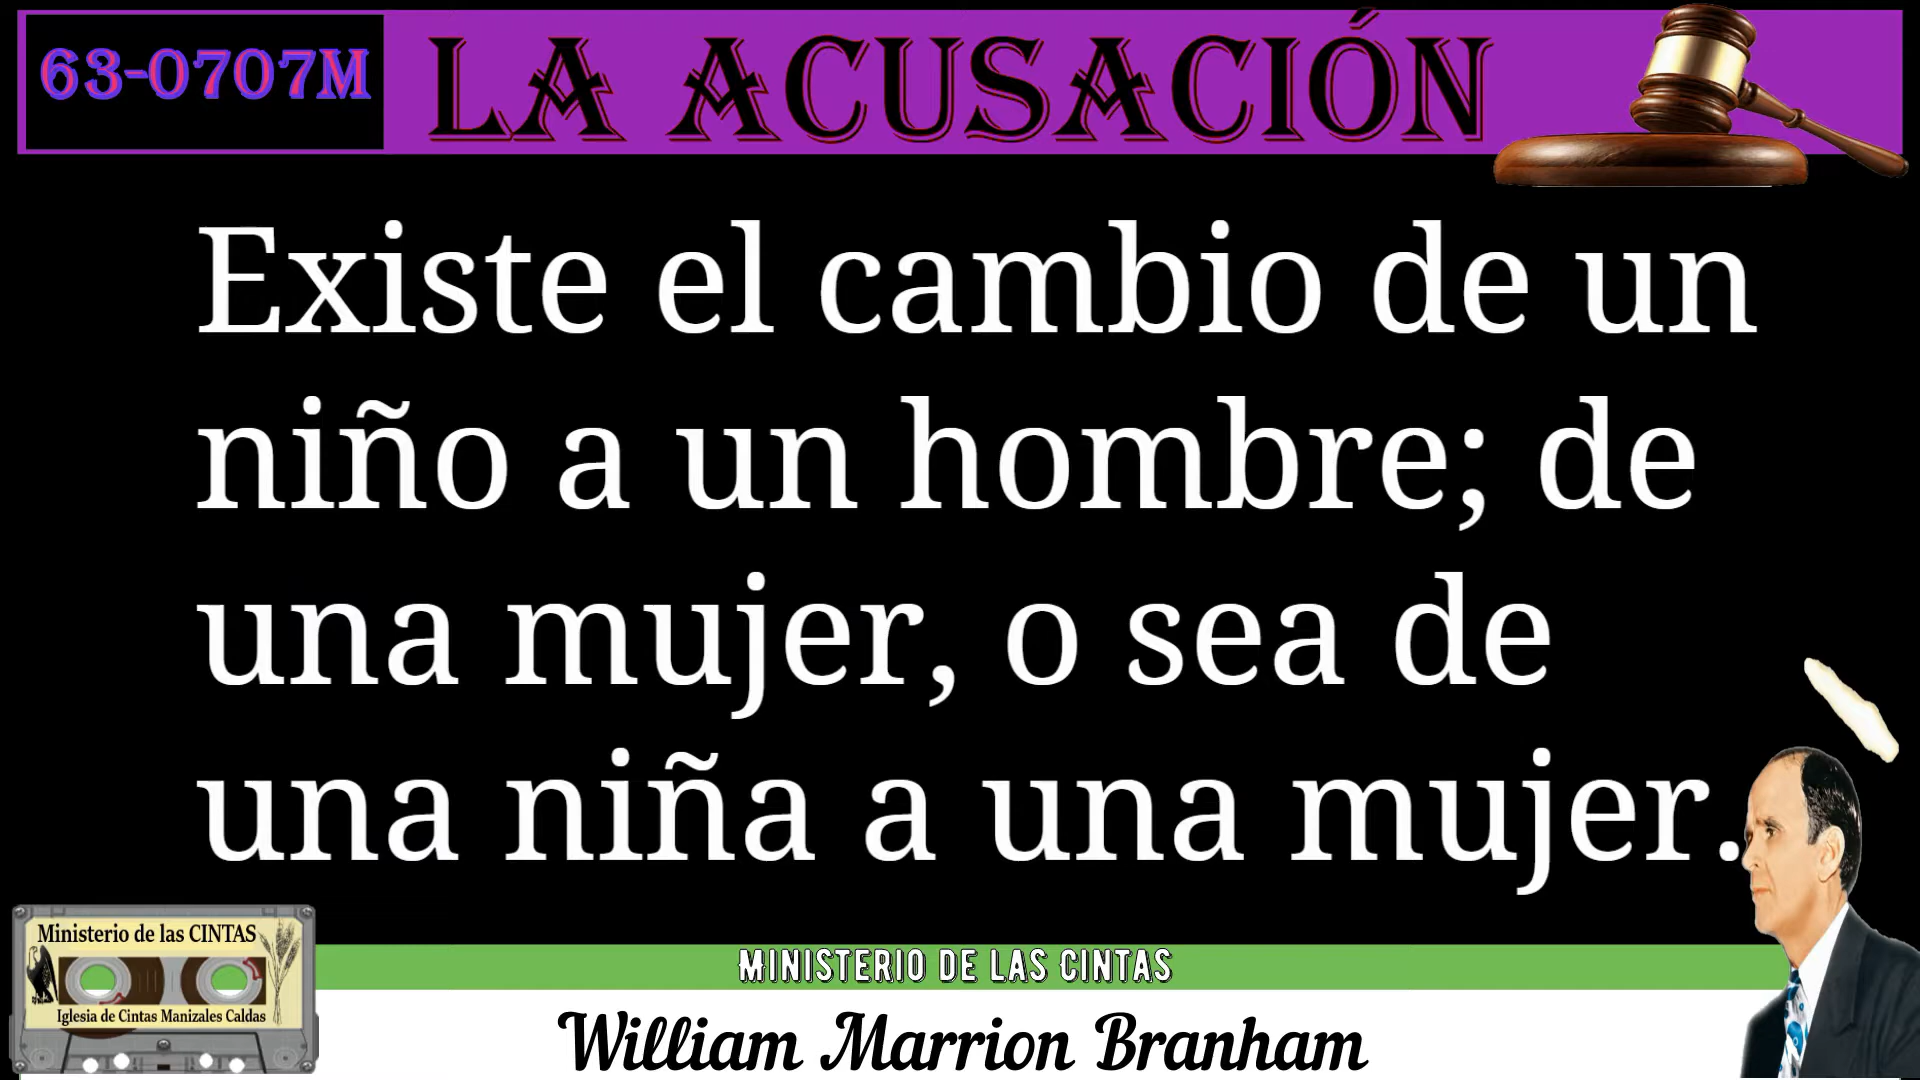 63-0707M
LA ACUSACIÓN
Existe el cambio de un
niño a un hombre; de
una mujer, o sea de
una niña a una mujer.
Ministerio de las CINTAS
Iglesia de Cintas Manizales Caldas
MINISTERIO DE LAS CINTAS
William Marrion Branham